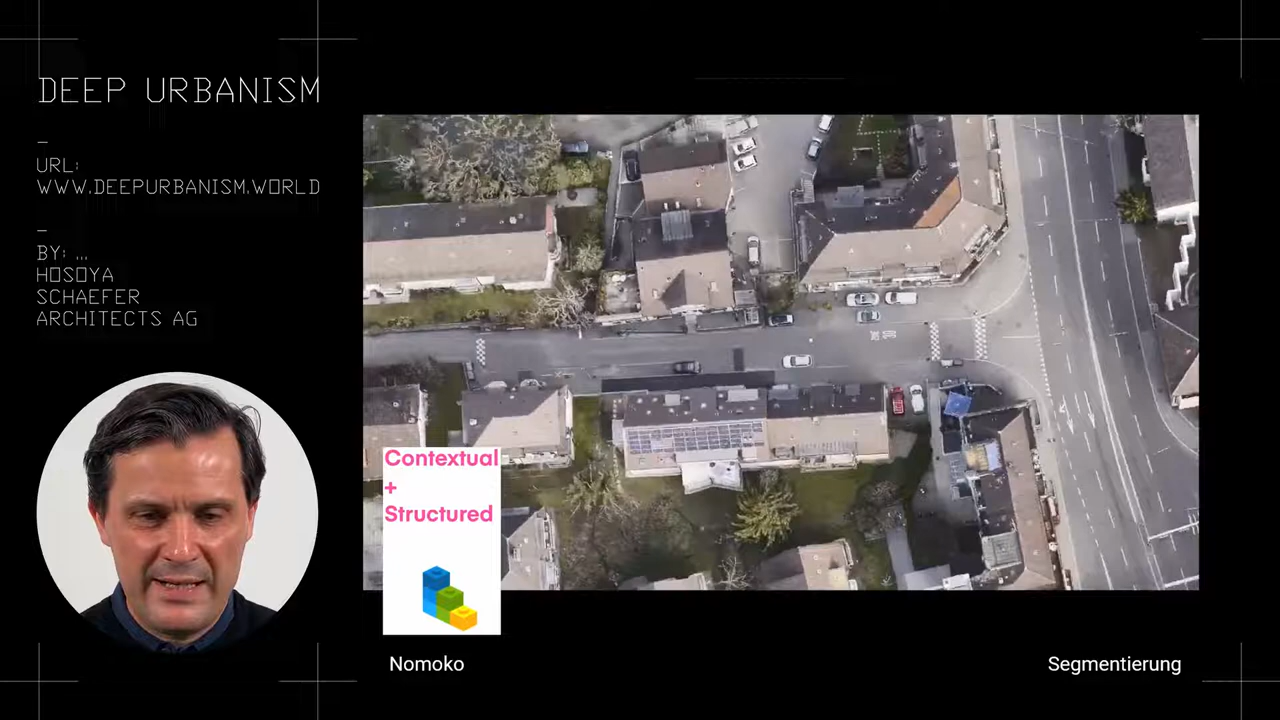 DEEP URBANISM
–
URL:
WWW.DEEPURBANISM.WORLD
–
BY: ...
HOSOYA
SCHAEFER
ARCHITECTS AG
Contextual
+
Structured
Nomoko
Segmentierung